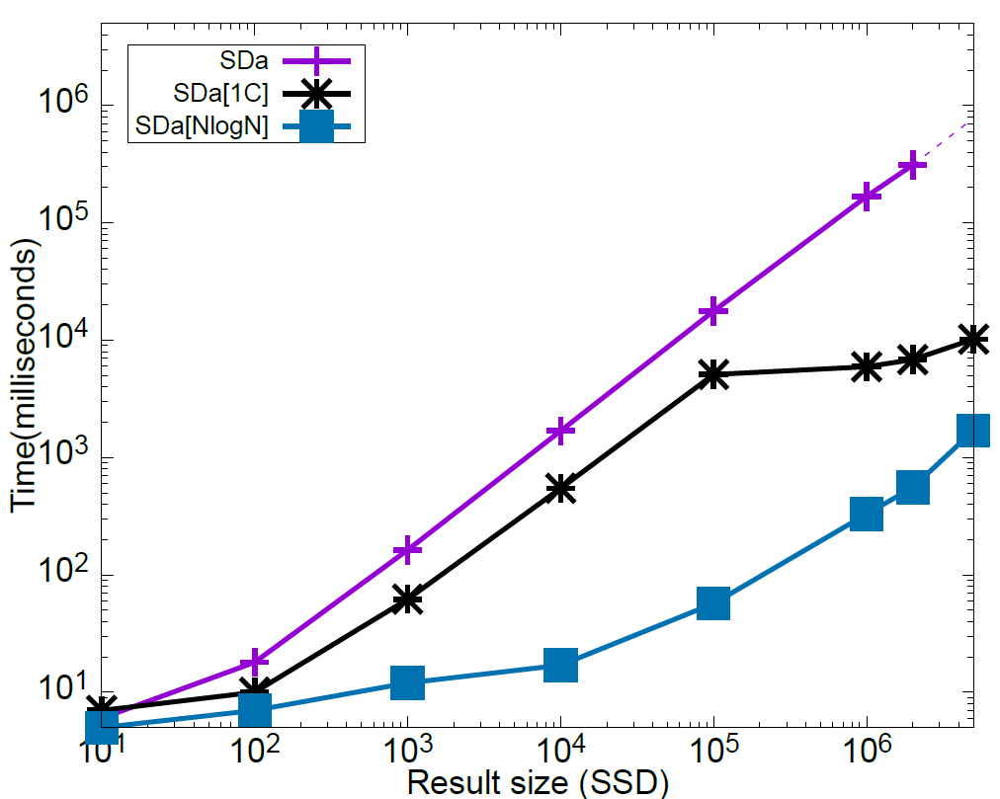 SDa
SDa[1C]
SDa[NlogN]
10^6
10^5
10^4
10^3
10^2
10^1
Time(milliseconds)
10^1 10^2 10^3 10^4 10^5 10^6
Result size (SSD)